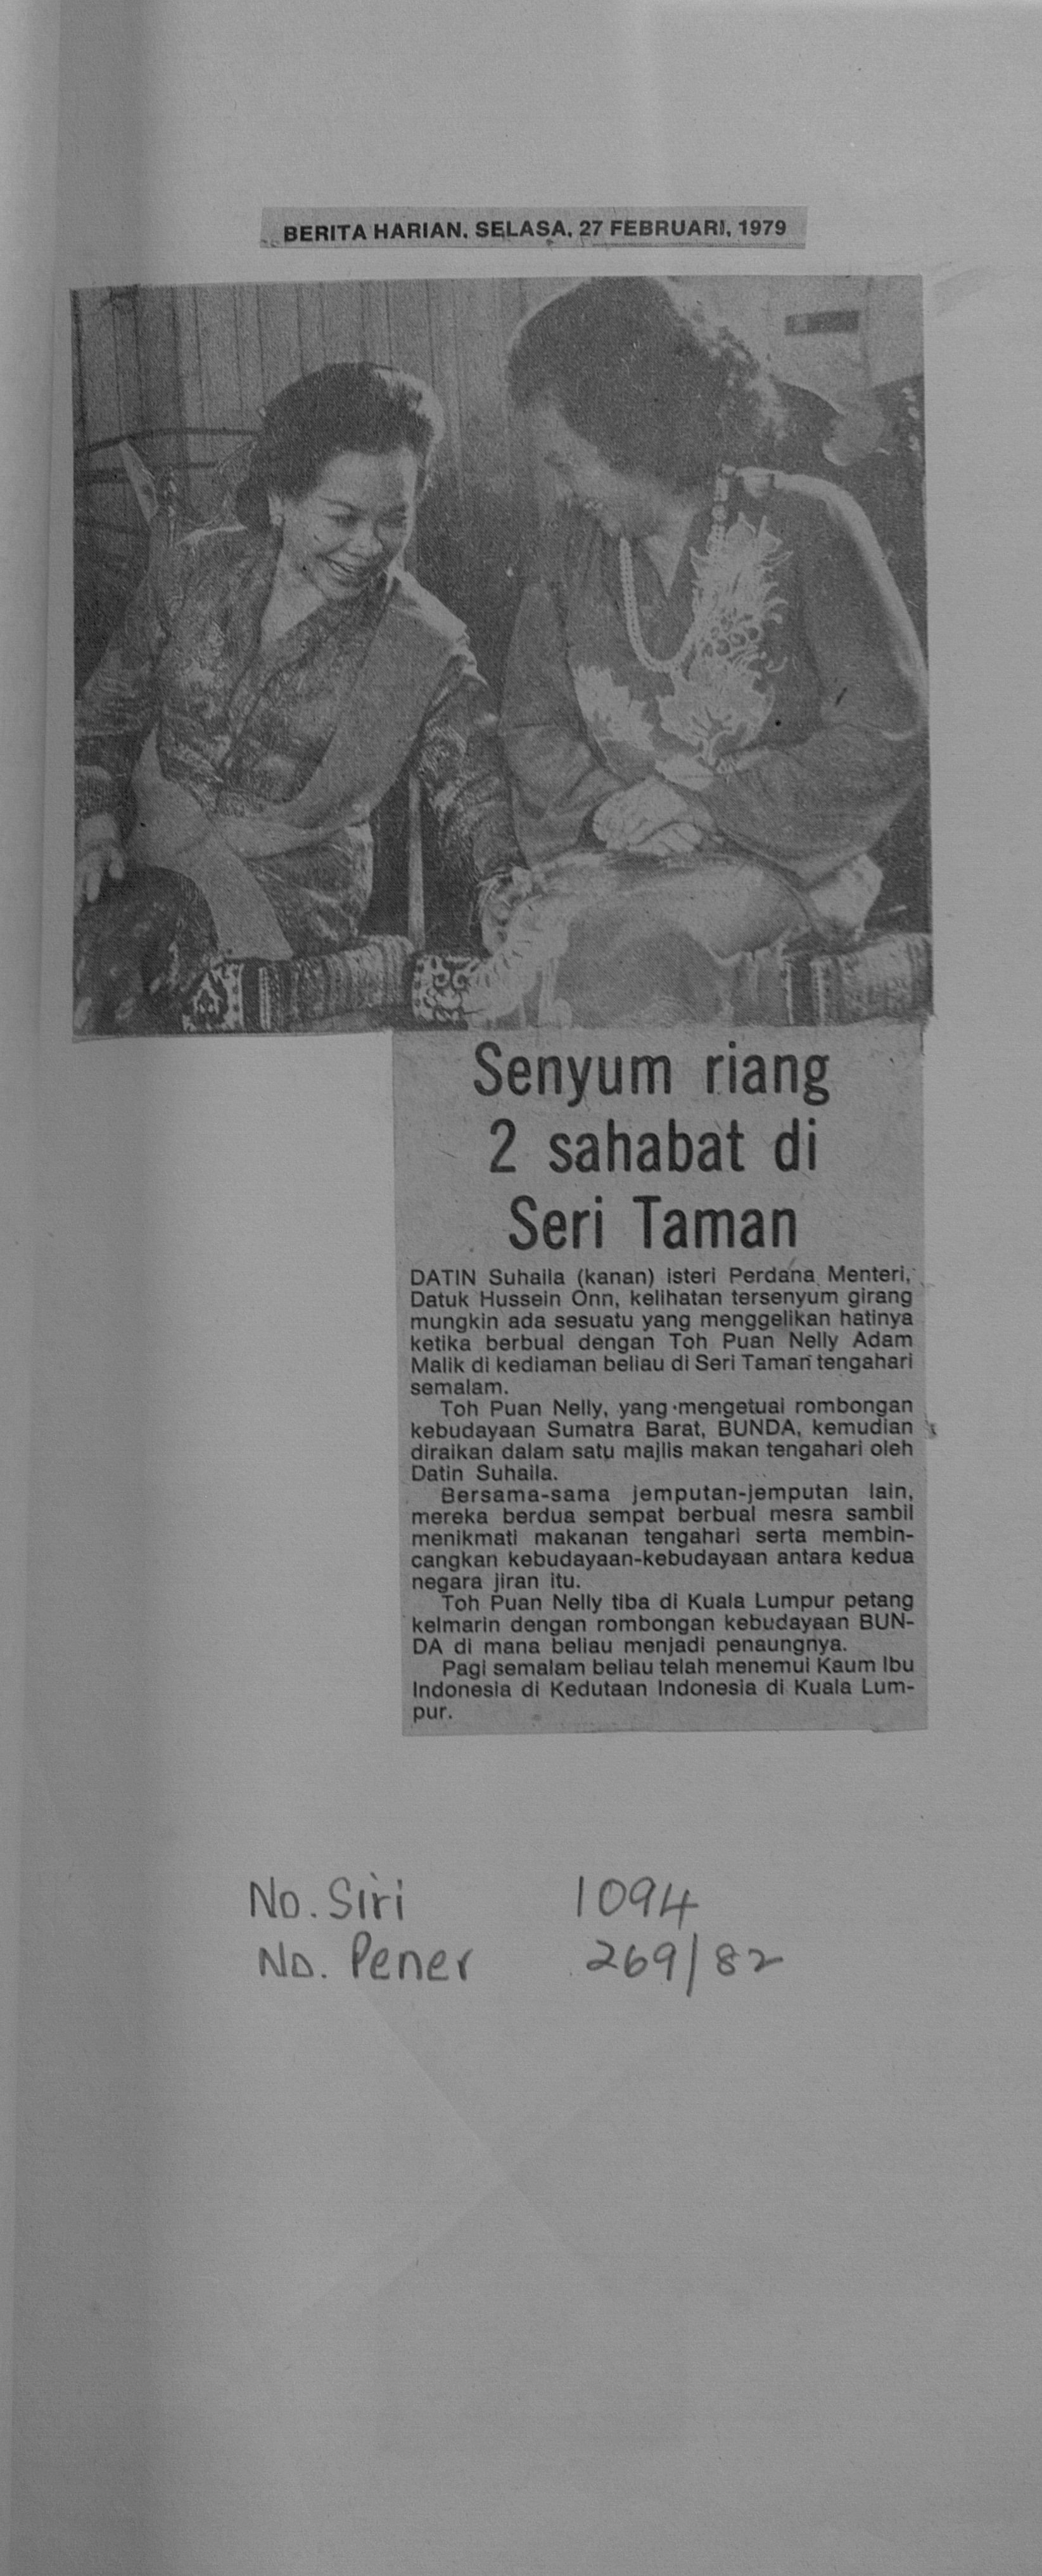 BERITA HARIAN, SELASA, 27 FEBRUARI, 1979
Senyum riang
2 sahabat di
Seri Taman
DATIN Suhaila (kanan) isteri Perdana Menteri,
Datuk Hussein Onn, kelihatan tersenyum girang
mungkin ada sesuatu yang menggelikan hatinya
ketika berbual dengan Toh Puan Nelly Adam
Malik di kediaman beliau di Seri Taman tengahari
semalam.
Toh Puan Nelly, yang mengetuai rombongan
kebudayaan Sumatra Barat, BUNDA, kemudian
diraikan dalam satu majlis makan tengahari oleh
Datin Suhaila.
Bersama-sama jemputan-jemputan lain,
mereka berdua sempat berbual mesra sambil
menikmati makanan tengahari serta membin-
cangkan kebudayaan-kebudayaan antara kedua
negara jiran itu.
Toh Puan Nelly tiba di Kuala Lumpur petang
kelmarin dengan rombongan kebudayaan BUN-
DA di mana beliau menjadi penaungnya.
Pagi semalam beliau telah menemui Kaum Ibu
Indonesia di Kedutaan Indonesia di Kuala Lum-
pur.
No. Siri 1094
No. Pener 269/82